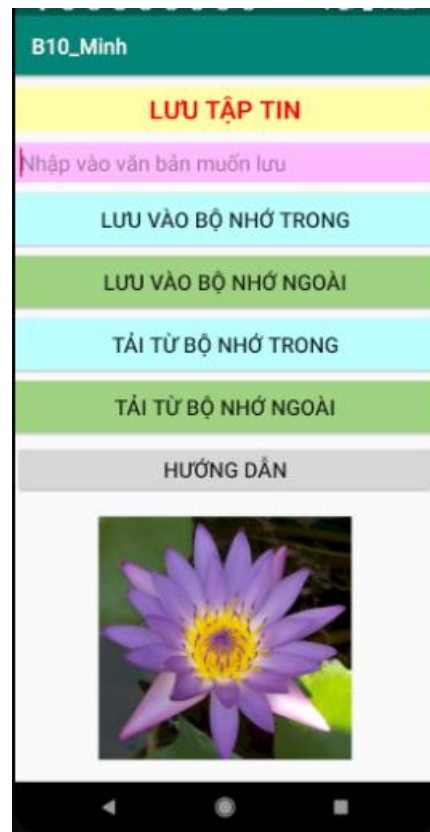 B10_Minh
LƯU TẬP TIN
Nhập vào văn bản muốn lưu
LƯU VÀO BỘ NHỚ TRONG
LƯU VÀO BỘ NHỚ NGOÀI
TẢI TỪ BỘ NHỚ TRONG
TẢI TỪ BỘ NHỚ NGOÀI
HƯỚNG DẪN